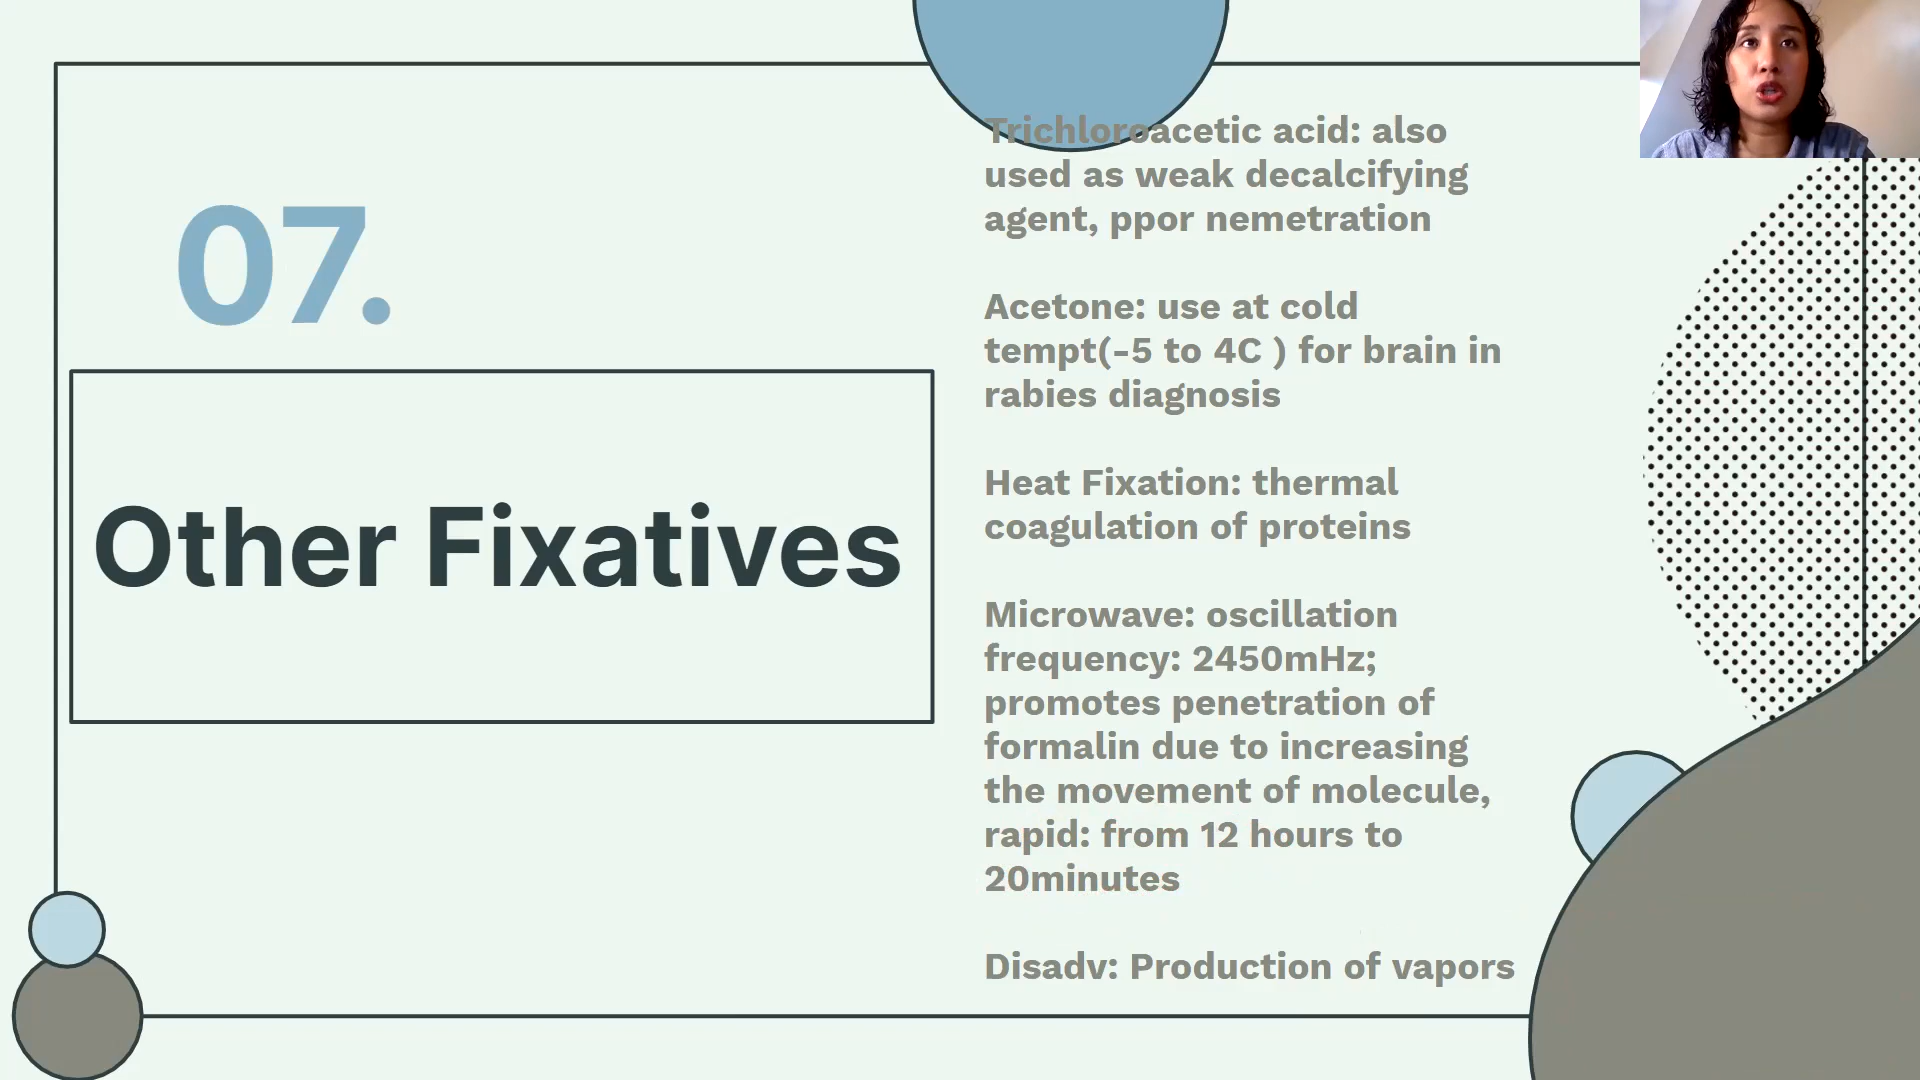 07.
Other Fixatives
Trichloroacetic acid: also
used as weak decalcifying
agent, ppor nemetration
Acetone: use at cold
tempt(-5 to 4C ) for brain in
rabies diagnosis
Heat Fixation: thermal
coagulation of proteins
Microwave: oscillation
frequency: 2450mHz;
promotes penetration of
formalin due to increasing
the movement of molecule,
rapid: from 12 hours to
20minutes
Disadv: Production of vapors